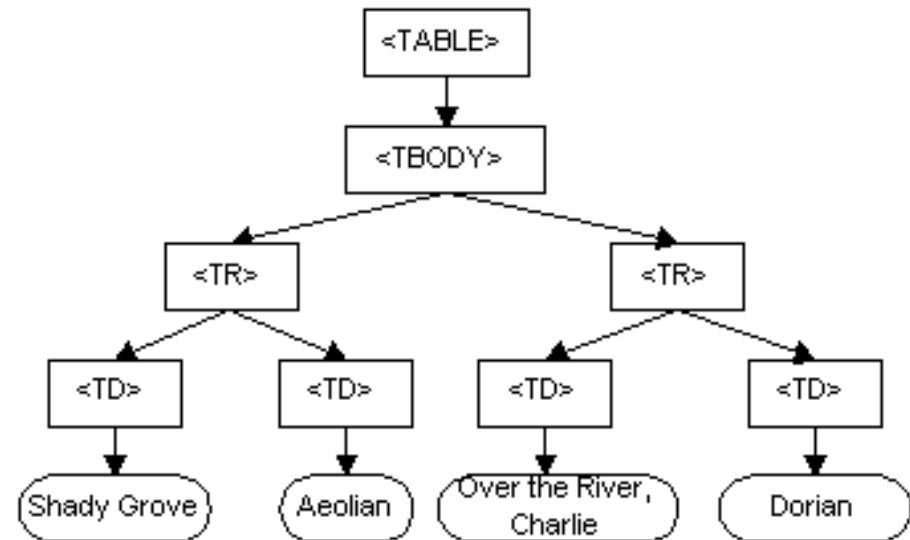 <TABLE>
<TBODY>
<TR>
<TR>
<TD>
<TD>
<TD>
<TD>
Shady Grove
Aeolian
Over the River,
Charlie
Dorian